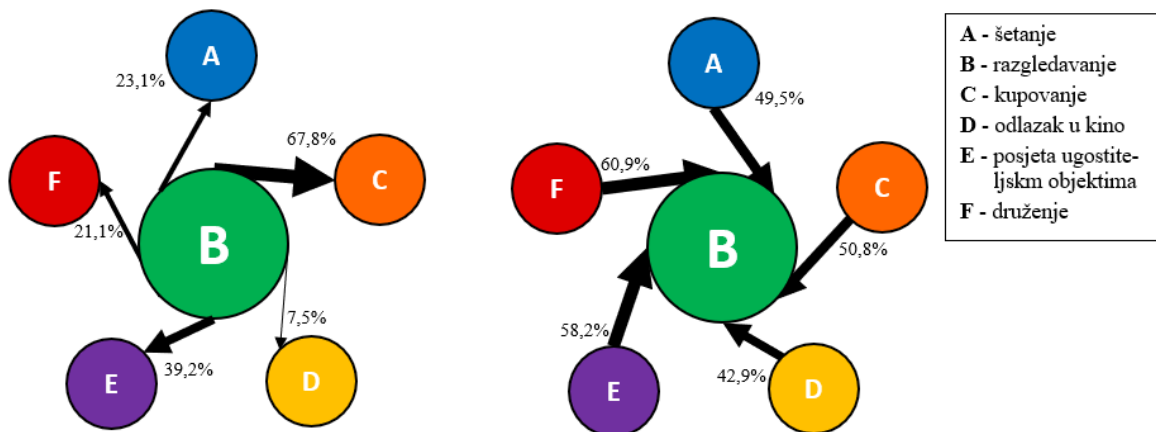 A
23,1%
67,8%
F
C
B
21,1%
7,5%
39,2%
E
D
A
49,5%
60,9%
F
C
B
50,8%
58,2%
42,9%
E
D
A - šetanje
B - razgledavanje
C - kupovanje
D - odlazak u kino
E - posjeta ugostite-
ljskm objektima
F - druženje